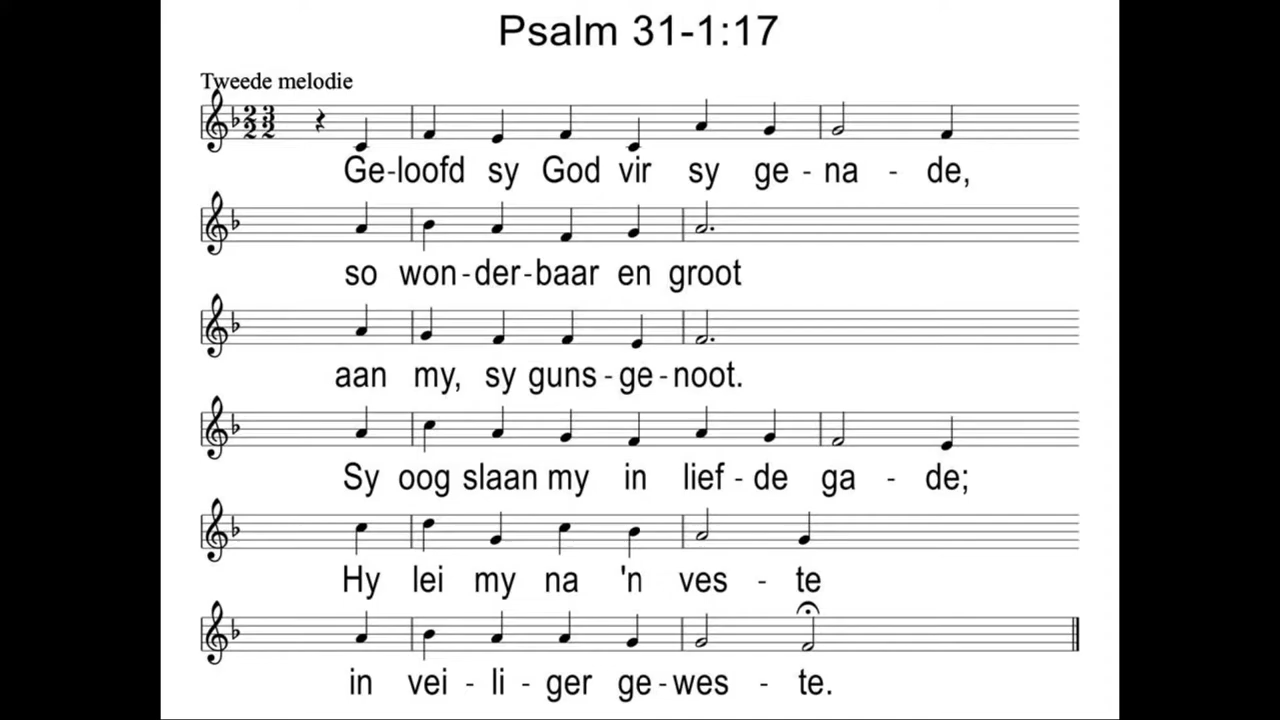 Psalm 31-1:17
Tweede melodie
Ge-loofd sy God vir sy ge - na - de,
so won-der-baar en groot
aan my, sy guns-ge-noot.
Sy oog slaan my in lief-de ga - de;
Hy lei my na 'n ves - te
in vei - li - ger ge-wes - te.